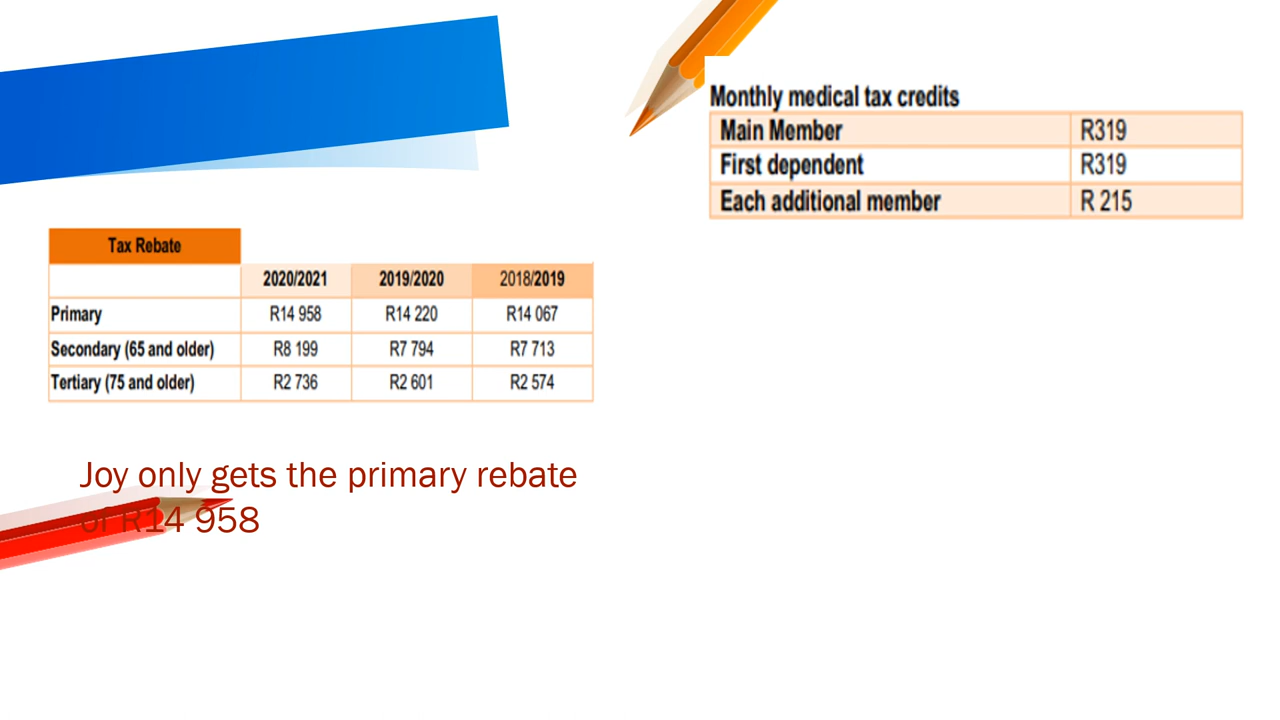 Monthly medical tax credits
Main Member R319
First dependent R319
Each additional member R 215
Tax Rebate
2020/2021 2019/2020 2018/2019
Primary R14 958 R14 220 R14 067
Secondary (65 and older) R8 199 R7 794 R7 713
Tertiary (75 and older) R2 736 R2 601 R2 574
Joy only gets the primary rebate
of R14 958